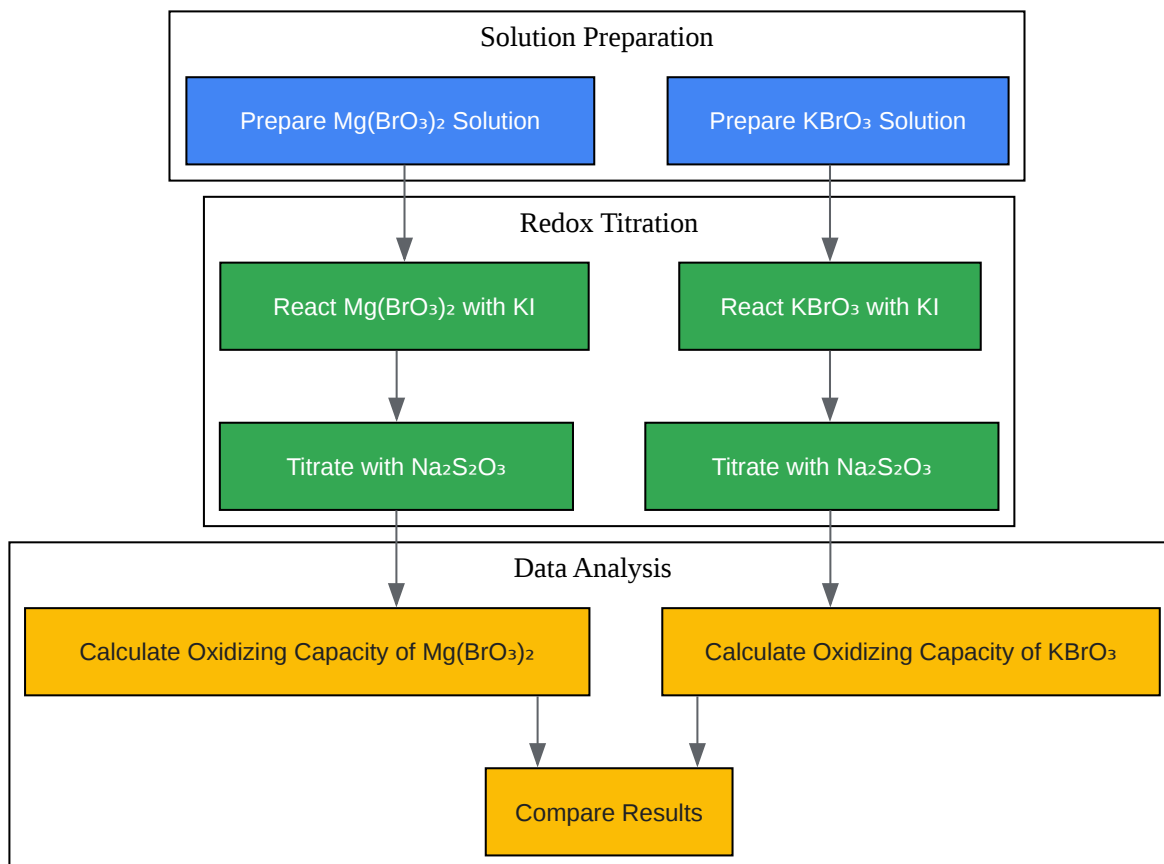 Solution Preparation
Prepare Mg(BrO₃)₂ Solution
Prepare KBrO₃ Solution
Redox Titration
React Mg(BrO₃)₂ with KI
React KBrO₃ with KI
Titrate with Na₂S₂O₃
Titrate with Na₂S₂O₃
Data Analysis
Calculate Oxidizing Capacity of Mg(BrO₃)₂
Calculate Oxidizing Capacity of KBrO₃
Compare Results